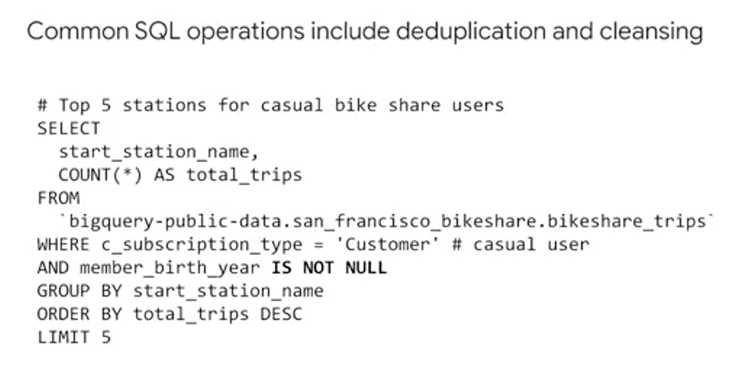 Common SQL operations include deduplication and cleansing
# Top 5 stations for casual bike share users
SELECT
start_station_name,
COUNT(*) AS total_trips
FROM
`bigquery-public-data.san_francisco_bikeshare.bikeshare_trips`
WHERE c_subscription_type = 'Customer' # casual user
AND member_birth_year IS NOT NULL
GROUP BY start_station_name
ORDER BY total_trips DESC
LIMIT 5